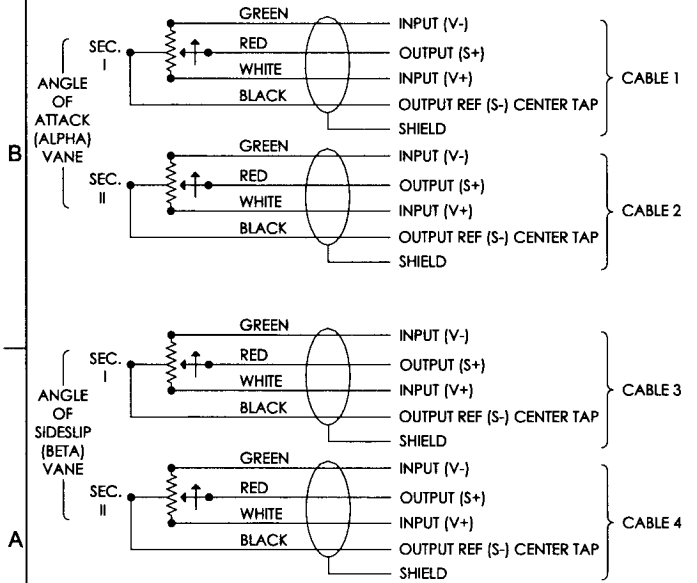 GREEN INPUT (V-)
SEC. I RED OUTPUT (S+)
WHITE INPUT (V+)
BLACK OUTPUT REF (S-) CENTER TAP
SHIELD
CABLE 1
ANGLE
OF
ATTACK
(ALPHA)
VANE
B
GREEN INPUT (V-)
SEC. II RED OUTPUT (S+)
WHITE INPUT (V+)
BLACK OUTPUT REF (S-) CENTER TAP
SHIELD
CABLE 2
GREEN INPUT (V-)
SEC. I RED OUTPUT (S+)
WHITE INPUT (V+)
BLACK OUTPUT REF (S-) CENTER TAP
SHIELD
CABLE 3
ANGLE
OF
SIDESLIP
(BETA)
VANE
GREEN INPUT (V-)
SEC. II RED OUTPUT (S+)
WHITE INPUT (V+)
BLACK OUTPUT REF (S-) CENTER TAP
SHIELD
CABLE 4
A